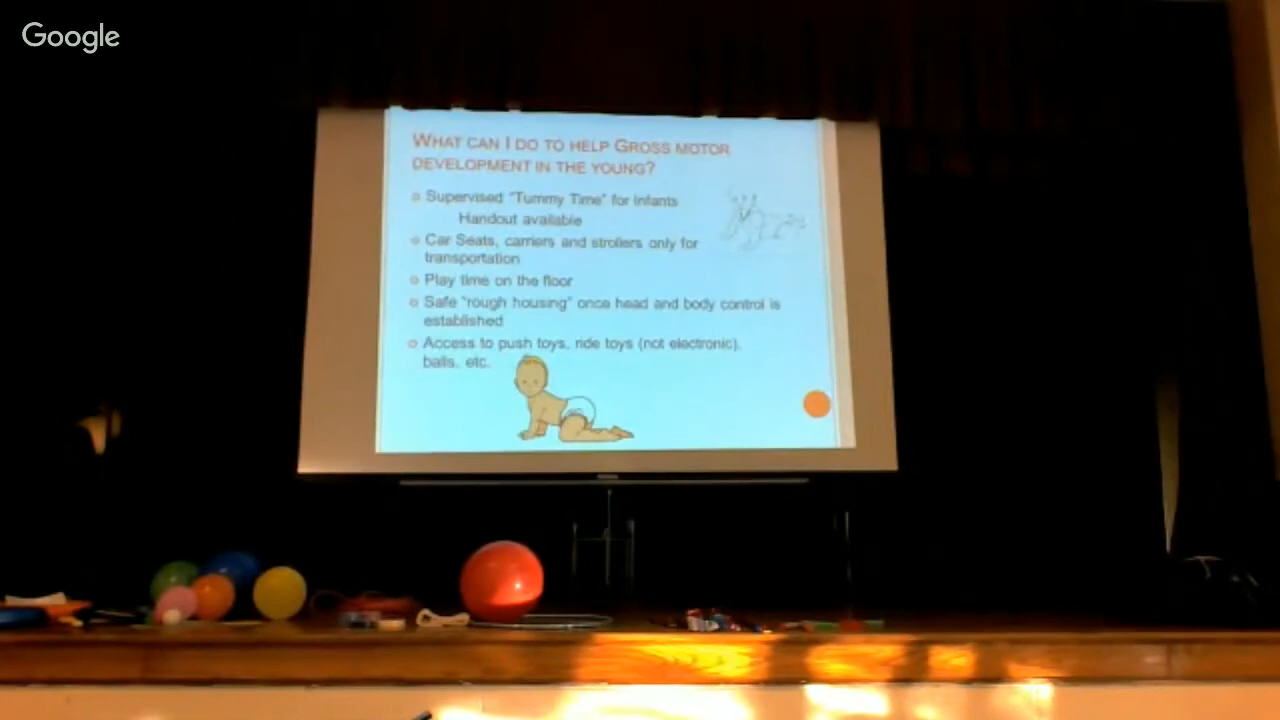 Google
WHAT CAN I DO TO HELP GROSS MOTOR
DEVELOPMENT IN THE YOUNG?
Supervised "Tummy Time" for Infants
Handout available
Car Seats, carriers and strollers only for
transportation
Play time on the floor
Safe "rough housing" once head and body control is
established
Access to push toys, ride toys (not electronic),
balls, etc.